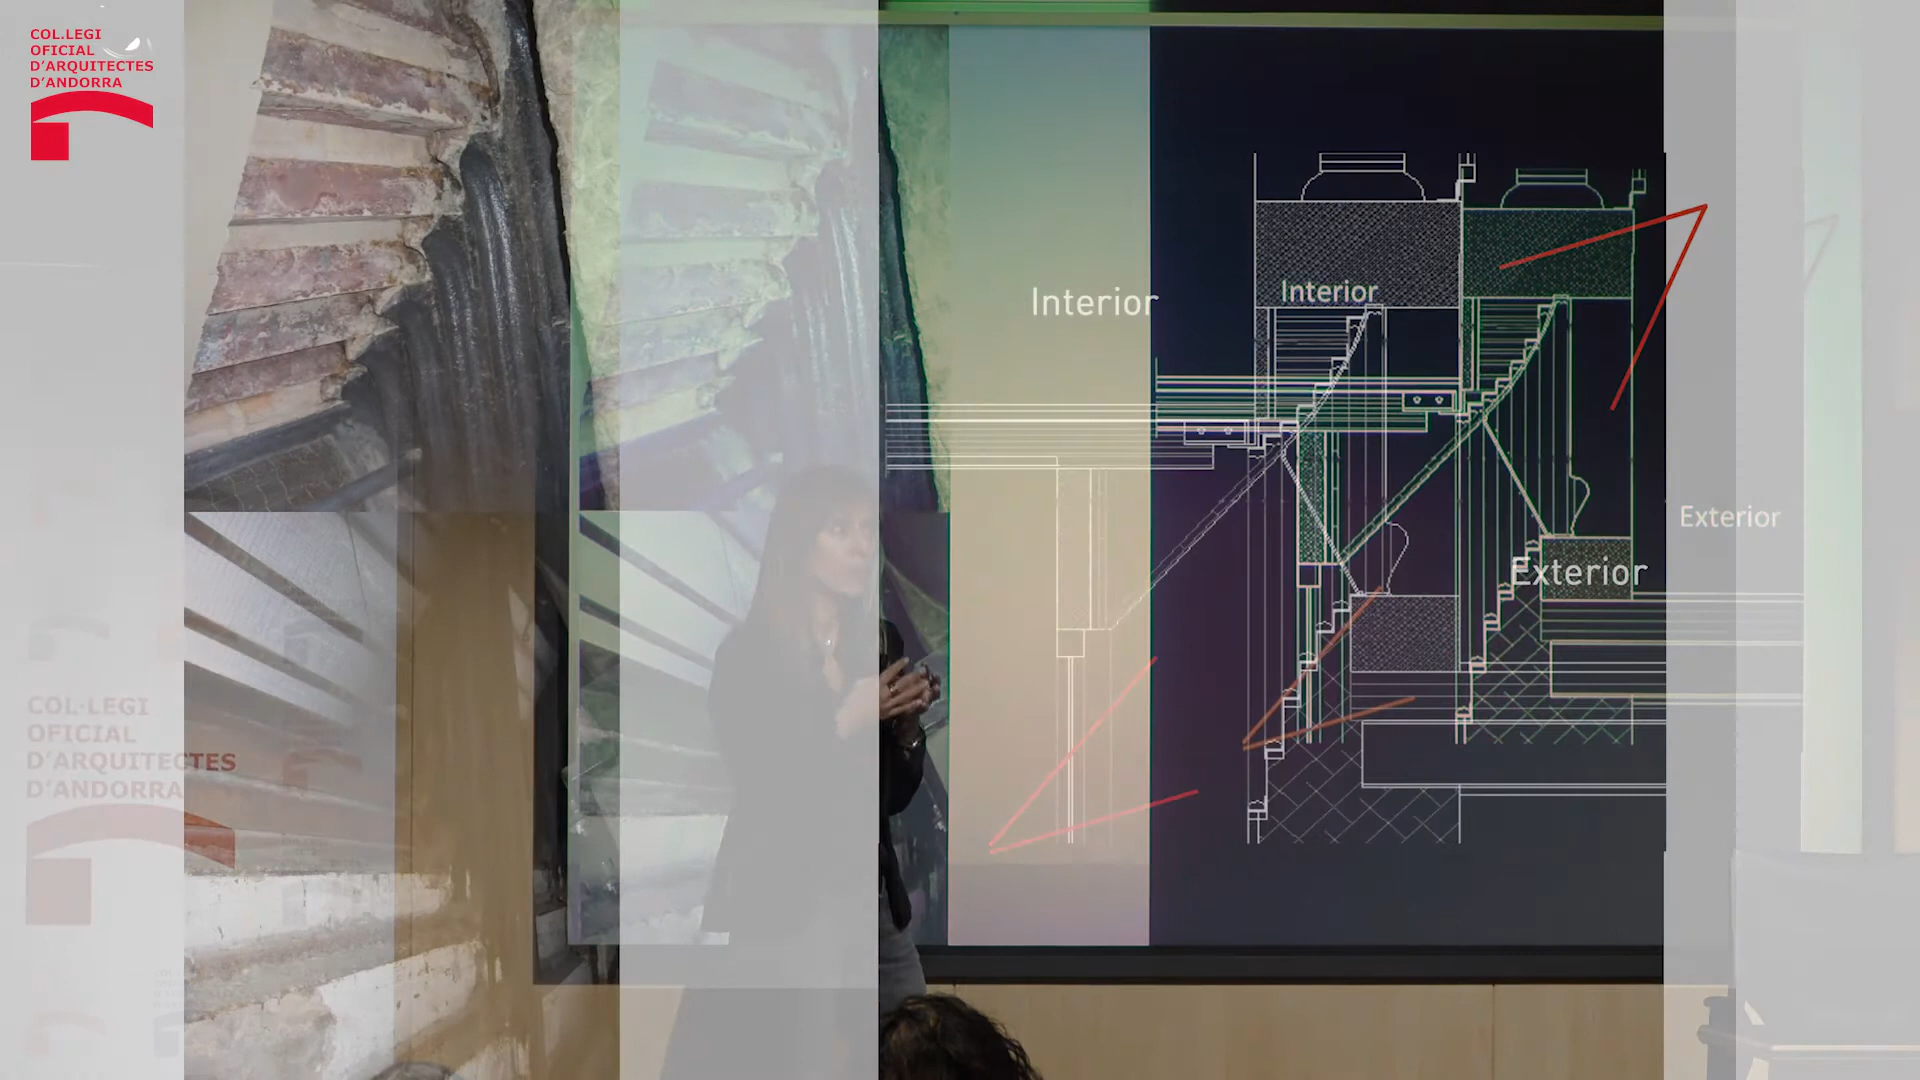 COL.LEGI
OFICIAL
D'ARQUITECTES
D'ANDORRA
Interior
Interior
Exterior
Exterior
COL·LEGI
OFICIAL
D'ARQUITECTES
D'ANDORRA